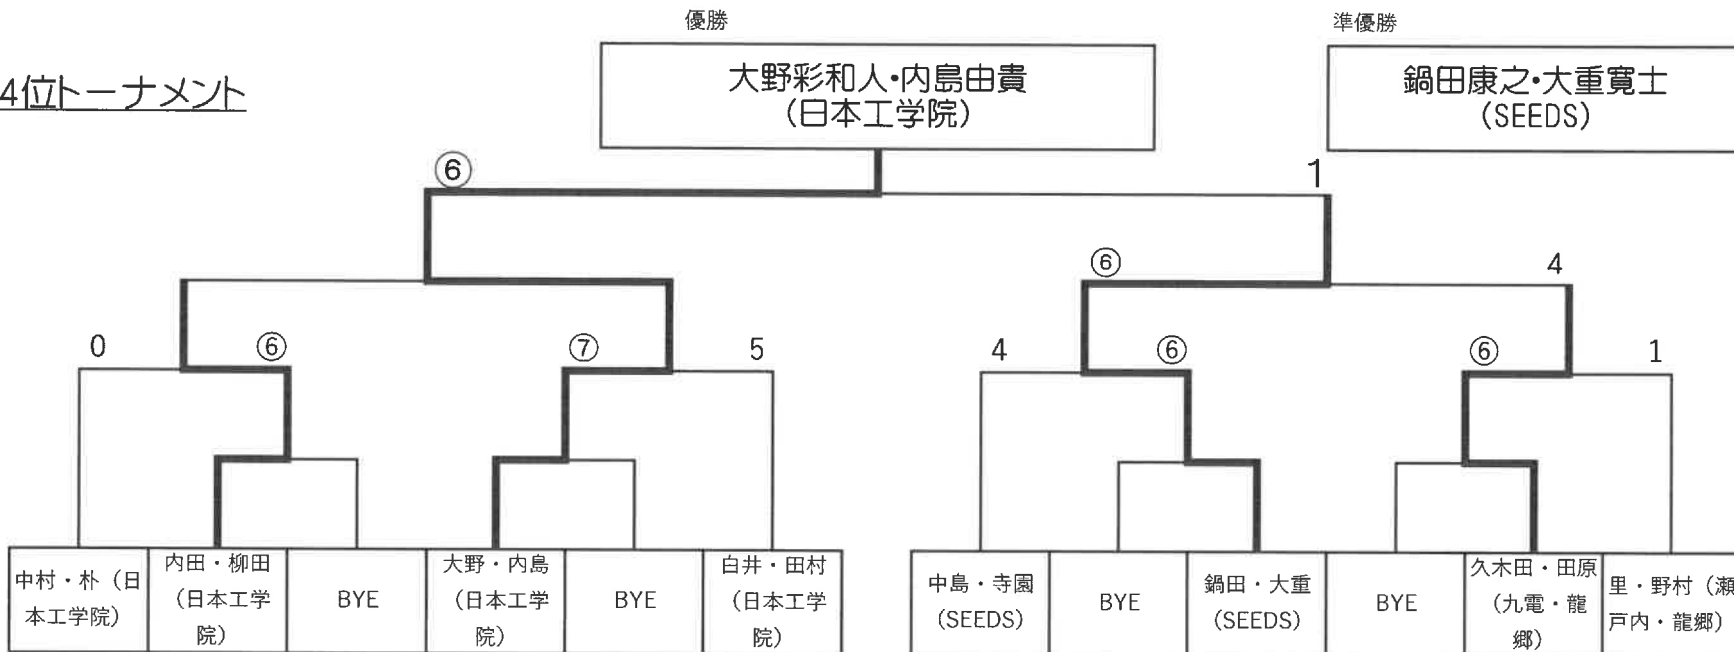 優勝
準優勝
4位トーナメント
大野彩和人・内島由貴
(日本工学院)
鍋田康之・大重寛士
(SEEDS)
⑥
1
⑥
4
0
⑥
⑦
5
4
⑥
⑥
1
中村・朴（日
本工学院）
内田・柳田
（日本工学
院）
BYE
大野・内島
（日本工学
院）
BYE
白井・田村
（日本工学
院）
中島・寺園
(SEEDS)
BYE
鍋田・大重
(SEEDS)
BYE
久木田・田原
（九電・龍
郷）
里・野村（瀬
戸内・龍郷）